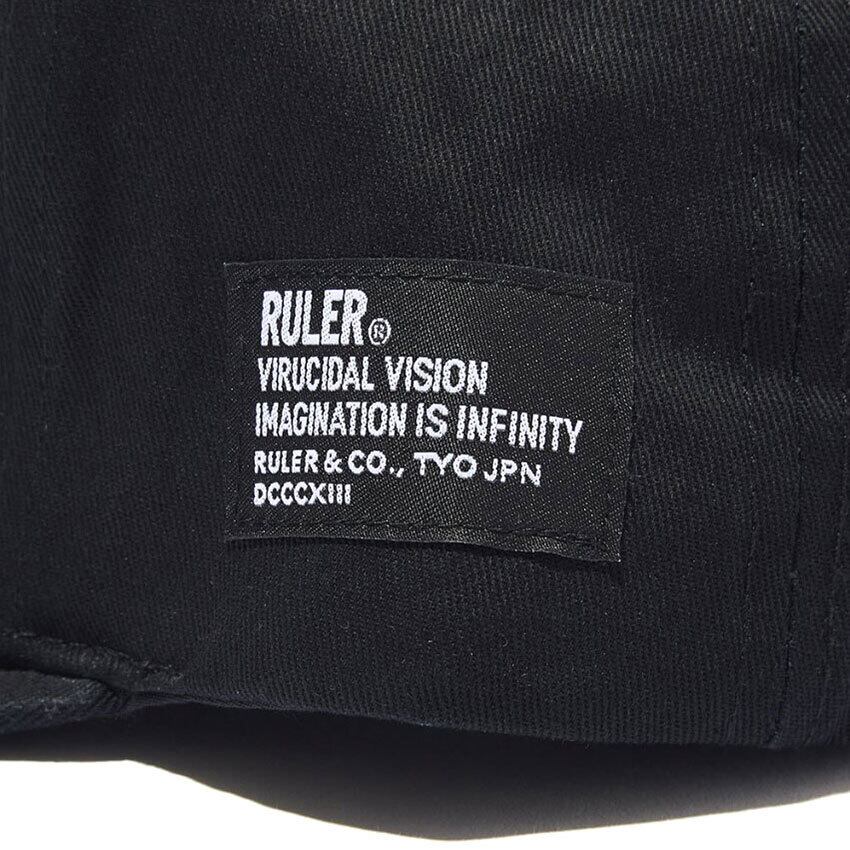 RULER®
VIRUCIDAL VISION
IMAGINATION IS INFINITY
RULER & CO., TYO JPN
DCCCXIII